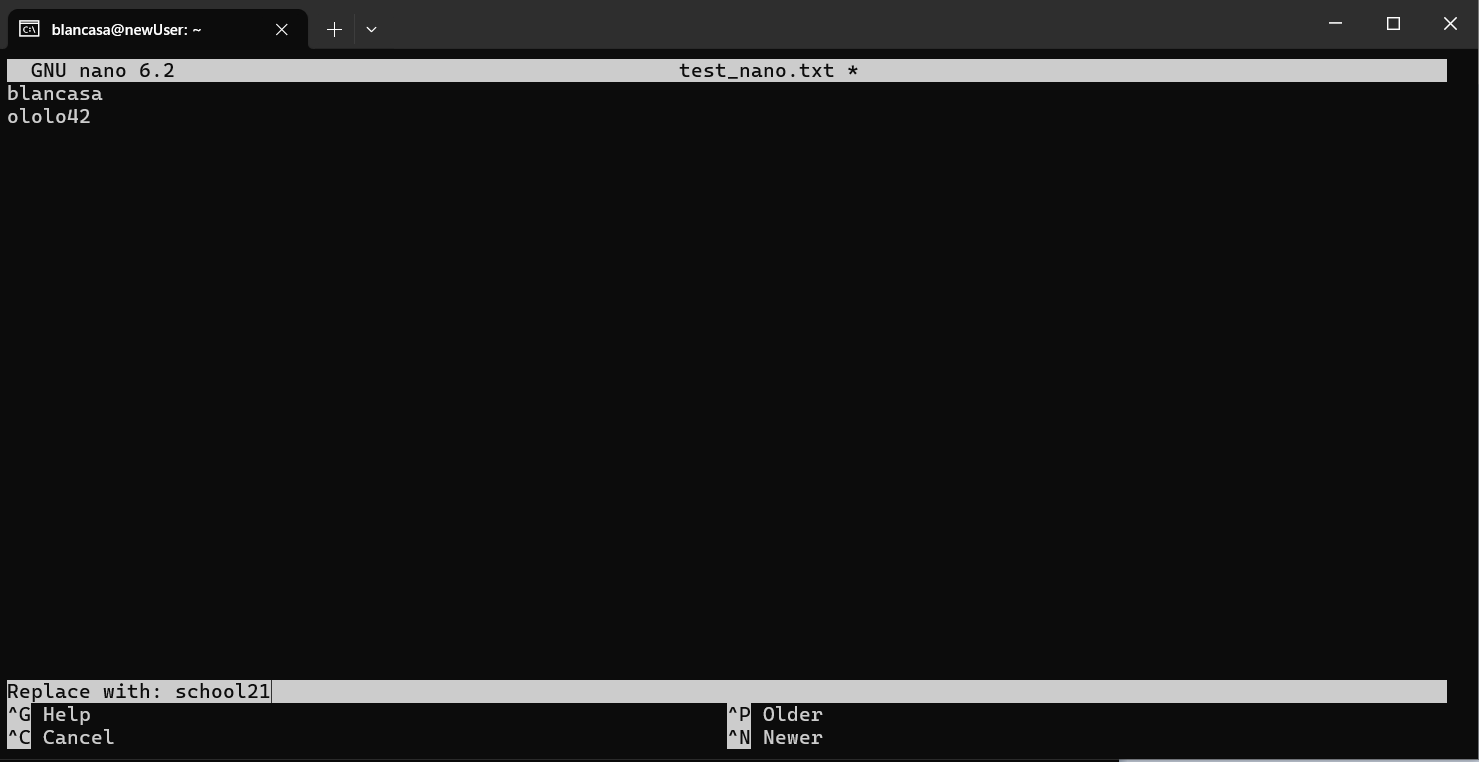 blancasa@newUser: ~
GNU nano 6.2 test_nano.txt *
blancasa
ololo42
Replace with: school21
^G Help ^P Older
^C Cancel ^N Newer